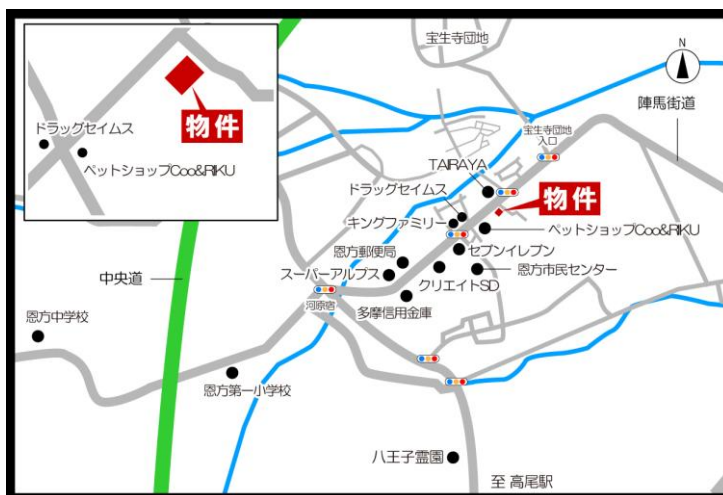 宝生寺団地
N
陣馬街道
物件
ドラッグセイムス
ペットショップCoo&RIKU
宝生寺団地
入口
TAIRAYA
物件
ドラッグセイムス
キングファミリー
ペットショップCoo&RIKU
恩方郵便局
セブンイレブン
中央道
スーパーアルプス
恩方市民センター
クリエイトSD
河原宿
多摩信用金庫
恩方中学校
恩方第一小学校
八王子霊園
至 高尾駅